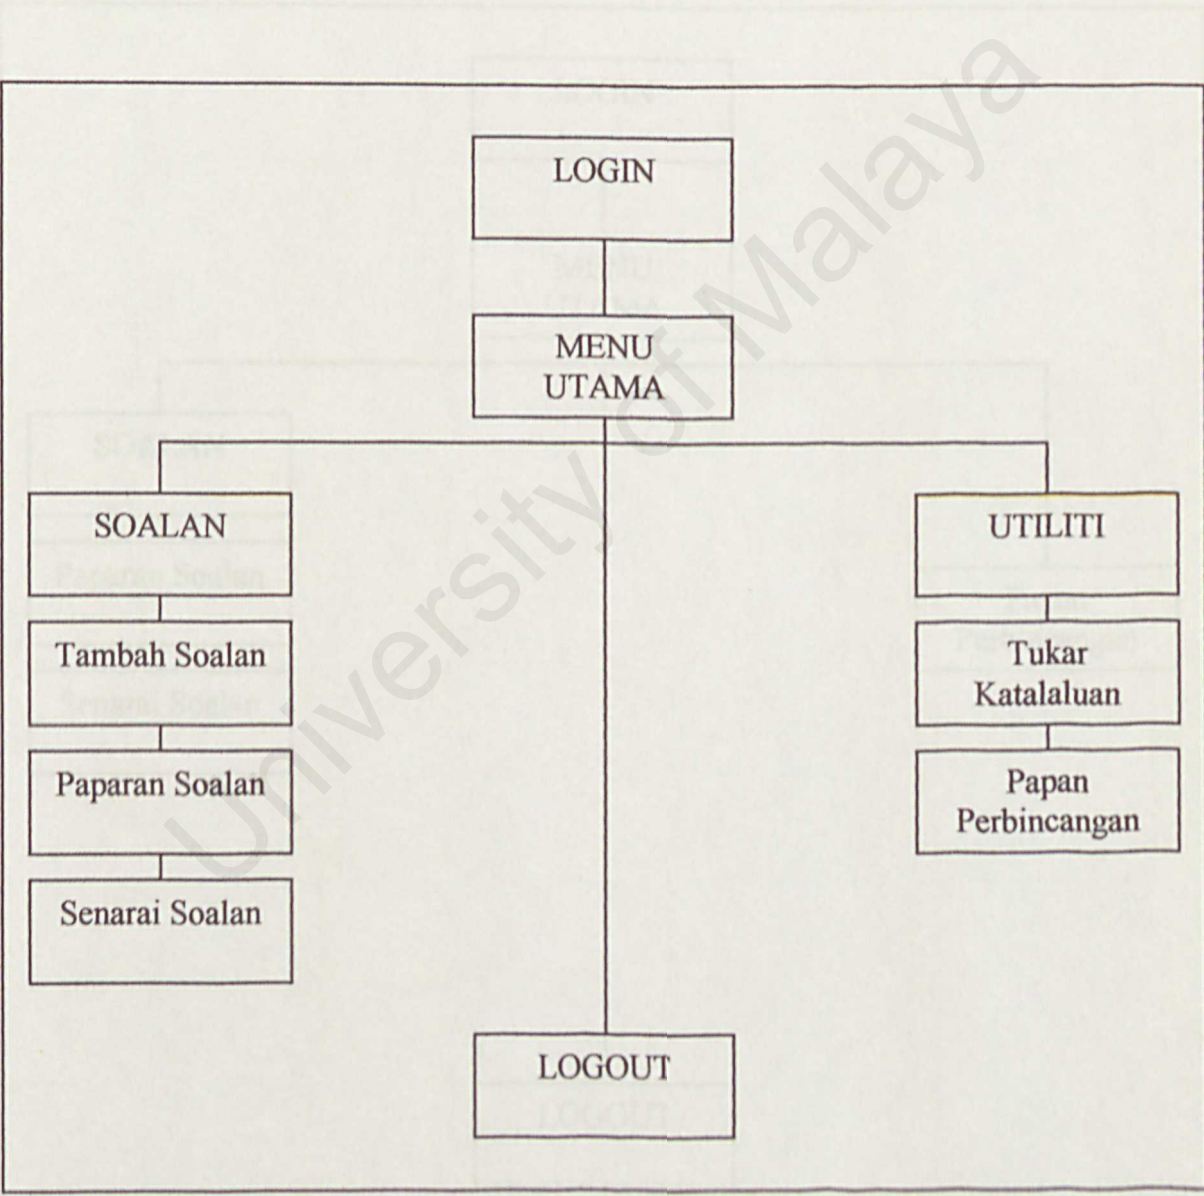 LOGIN
MENU
UTAMA
SOALAN
Tambah Soalan
Paparan Soalan
Senarai Soalan
UTILITI
Tukar
Katalaluan
Papan
Perbincangan
LOGOUT
University of Malaya